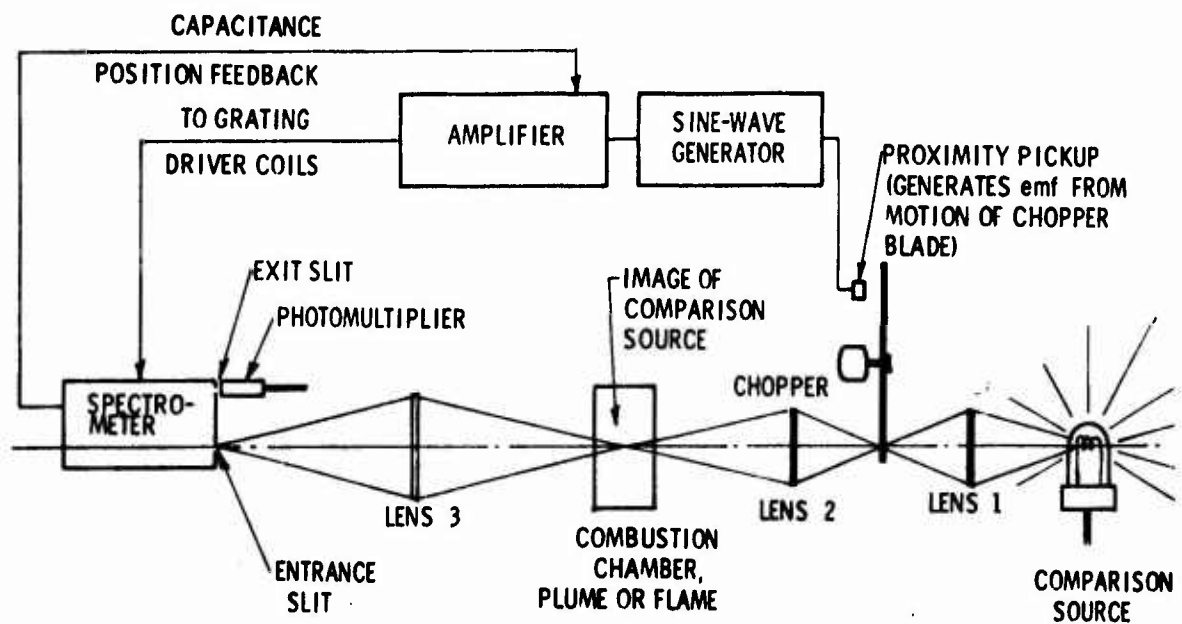 CAPACITANCE
POSITION FEEDBACK
TO GRATING
DRIVER COILS
AMPLIFIER
SINE-WAVE
GENERATOR
PROXIMITY PICKUP
(GENERATES emf FROM
MOTION OF CHOPPER
BLADE)
EXIT SLIT
PHOTOMULTIPLIER
IMAGE OF
COMPARISON
SOURCE
CHOPPER
SPECTRO-
METER
LENS 3
LENS 2
LENS 1
ENTRANCE
SLIT
COMBUSTION
CHAMBER,
PLUME OR FLAME
COMPARISON
SOURCE